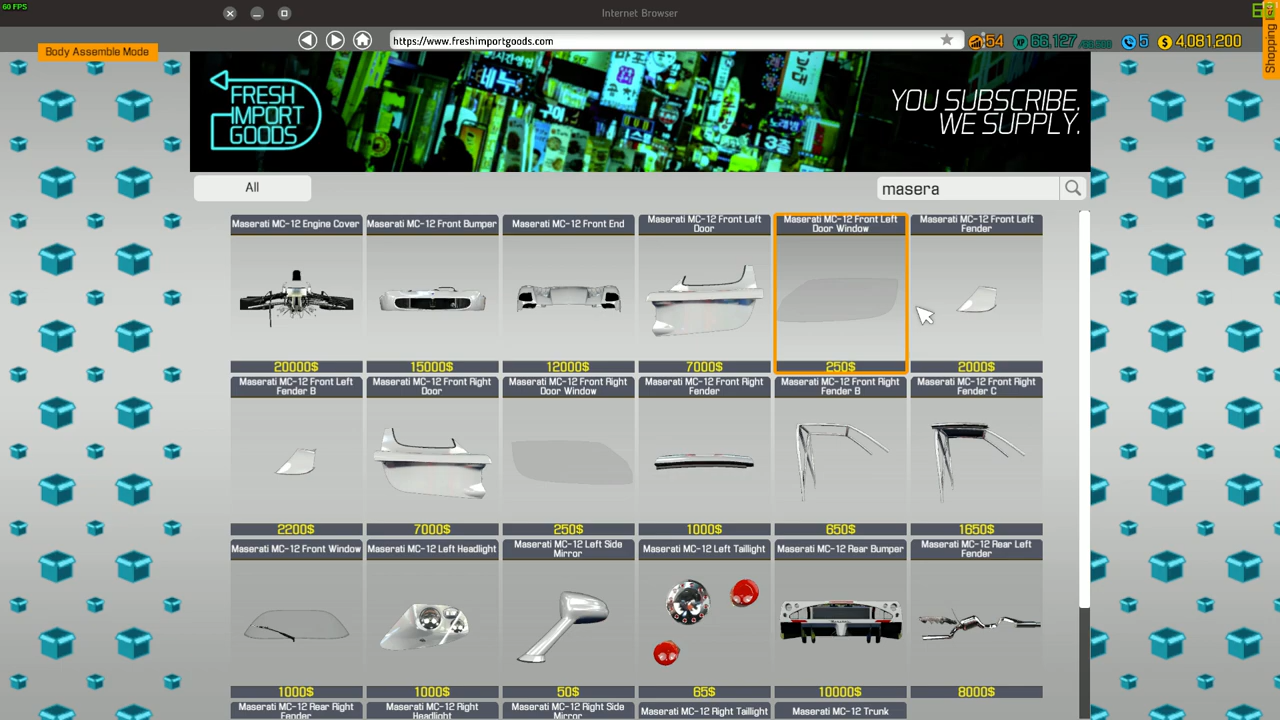 60 FPS
Internet Browser
Body Assemble Mode
https://www.freshimportgoods.com
54
XP
66,127
5
$ 4,081,200
Shopping
FRESH
IMPORT
GOODS
YOU SUBSCRIBE,
WE SUPPLY.
All
masera
Maserati MC-12 Engine Cover
Maserati MC-12 Front Bumper
Maserati MC-12 Front End
Maserati MC-12 Front Left
Door
Maserati MC-12 Front Left
Door Window
Maserati MC-12 Front Left
Fender
20000$
15000$
12000$
7000$
250$
2000$
Maserati MC-12 Front Left
Fender B
Maserati MC-12 Front Right
Door
Maserati MC-12 Front Right
Door Window
Maserati MC-12 Front Right
Fender
Maserati MC-12 Front Right
Fender B
Maserati MC-12 Front Right
Fender C
2200$
7000$
250$
1000$
650$
1650$
Maserati MC-12 Front Window
Maserati MC-12 Left Headlight
Maserati MC-12 Left Side
Mirror
Maserati MC-12 Left Taillight
Maserati MC-12 Rear Bumper
Maserati MC-12 Rear Left
Fender
1000$
1000$
50$
65$
10000$
8000$
Maserati MC-12 Rear Right
Fender
Maserati MC-12 Right
Headlight
Maserati MC-12 Right Side
Mirror
Maserati MC-12 Right Taillight
Maserati MC-12 Trunk